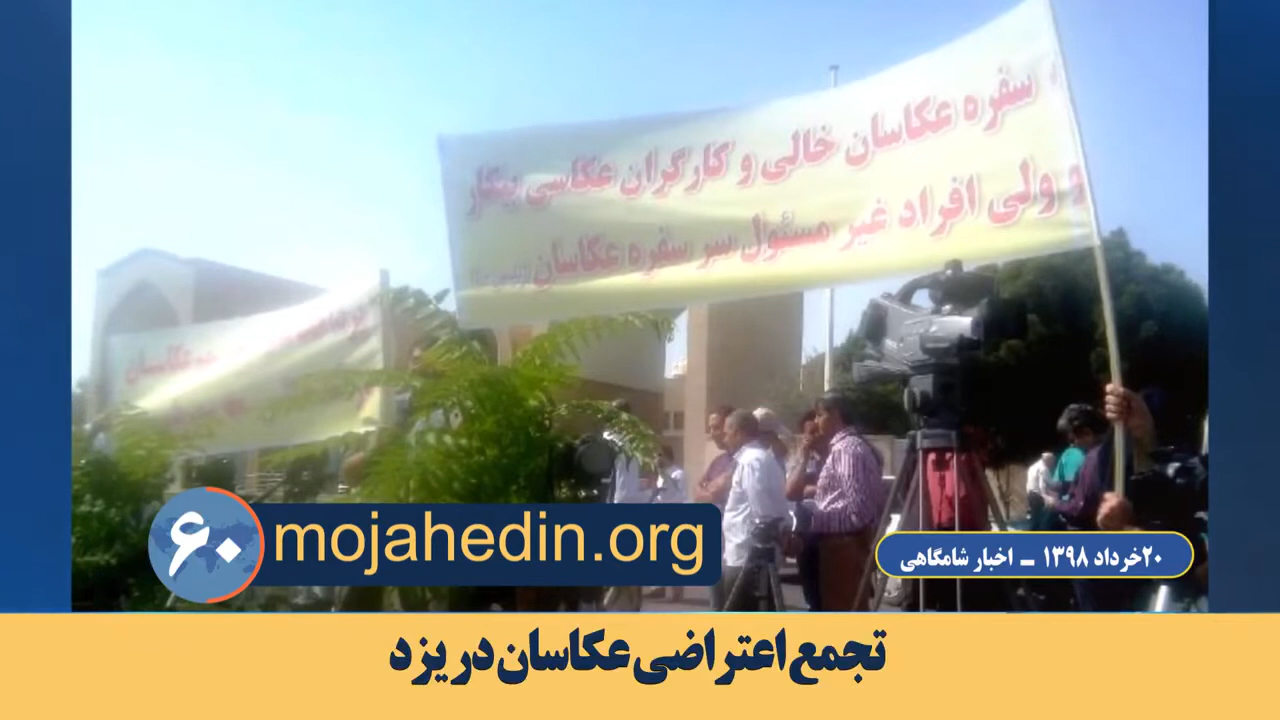 سفره عکاسان خالی و کارگران عکاسی بیکار
و ولی افراد غیر مسئول سر سفره عکاسان
عکاسان
۶۰ mojahedin.org
۲۰خرداد ۱۳۹۸ ـ اخبار شامگاهی
تجمع اعتراضی عکاسان در یزد